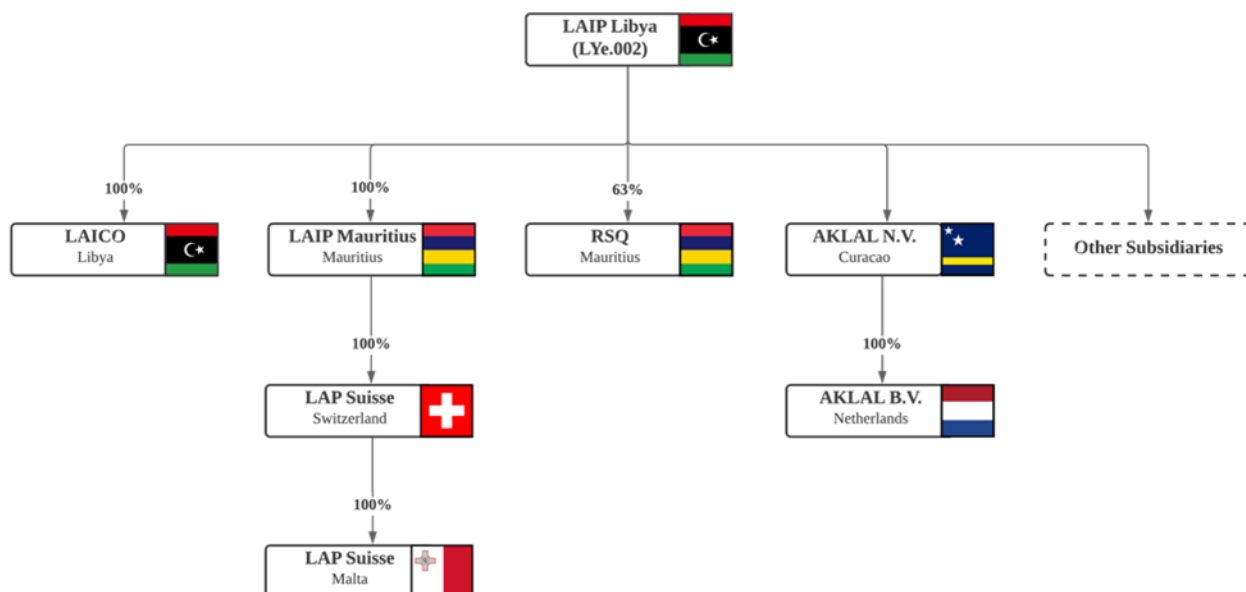 LAIP Libya
(LYe.002)
100%
100%
63%
LAICO
Libya
LAIP Mauritius
Mauritius
RSQ
Mauritius
AKLAL N.V.
Curacao
Other Subsidiaries
100%
100%
LAP Suisse
Switzerland
AKLAL B.V.
Netherlands
100%
LAP Suisse
Malta